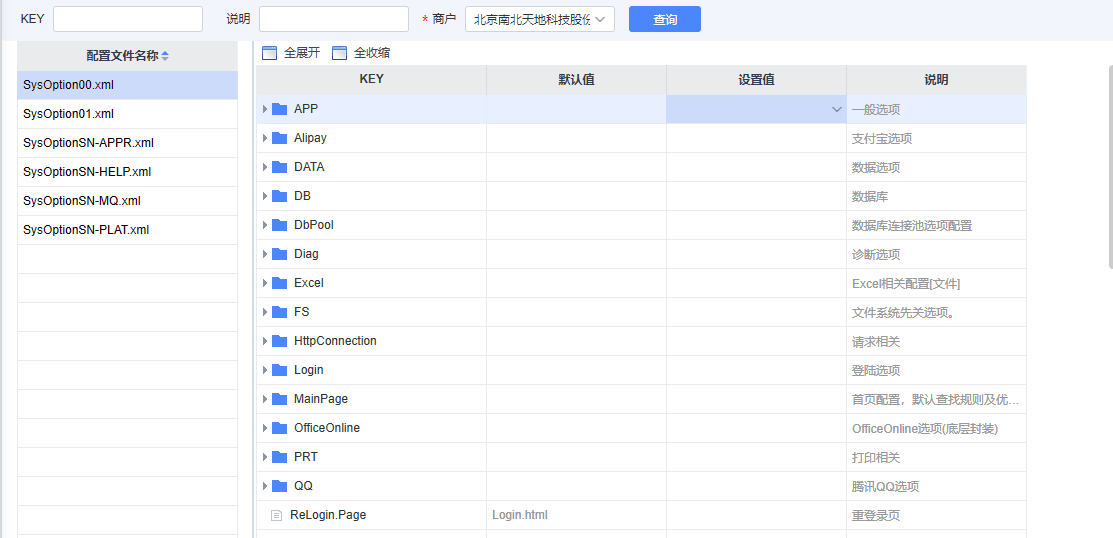 KEY 说明 * 商户 北京南北天地科技股份 查询
配置文件名称
SysOption00.xml
SysOption01.xml
SysOptionSN-APPR.xml
SysOptionSN-HELP.xml
SysOptionSN-MQ.xml
SysOptionSN-PLAT.xml
全展开 全收缩
KEY 默认值 设置值 说明
APP 一般选项
Alipay 支付宝选项
DATA 数据选项
DB 数据库
DbPool 数据库连接池选项配置
Diag 诊断选项
Excel Excel相关配置[文件]
FS 文件系统先关选项。
HttpConnection 请求相关
Login 登陆选项
MainPage 首页配置，默认查找规则及优…
OfficeOnline OfficeOnline选项(底层封装)
PRT 打印相关
QQ 腾讯QQ选项
ReLogin.Page Login.html 重登录页